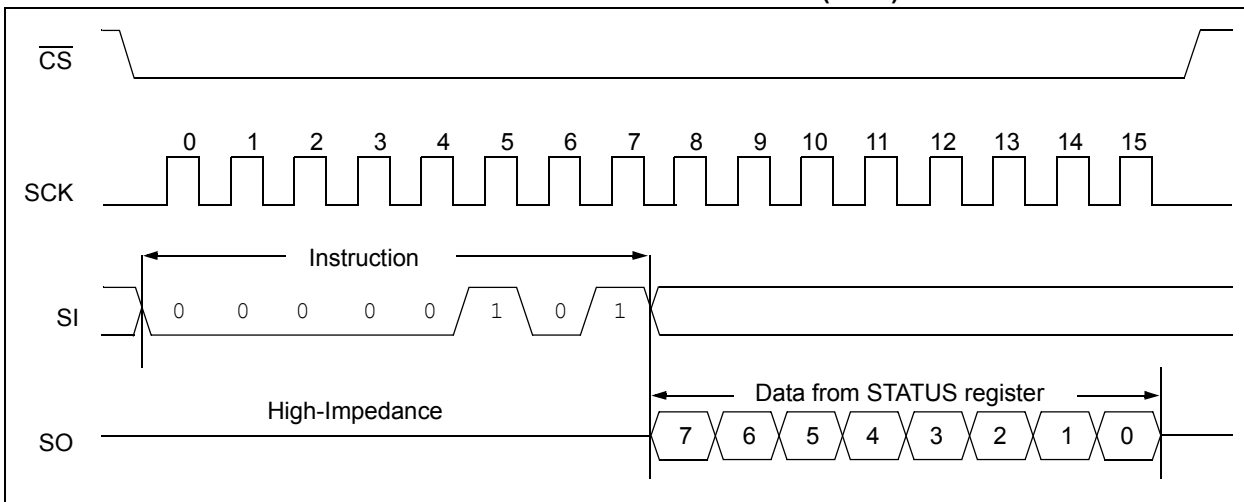 CS
0 1 2 3 4 5 6 7 8 9 10 11 12 13 14 15
SCK
Instruction
SI 0 0 0 0 0 1 0 1
Data from STATUS register
High-Impedance
SO 7 6 5 4 3 2 1 0